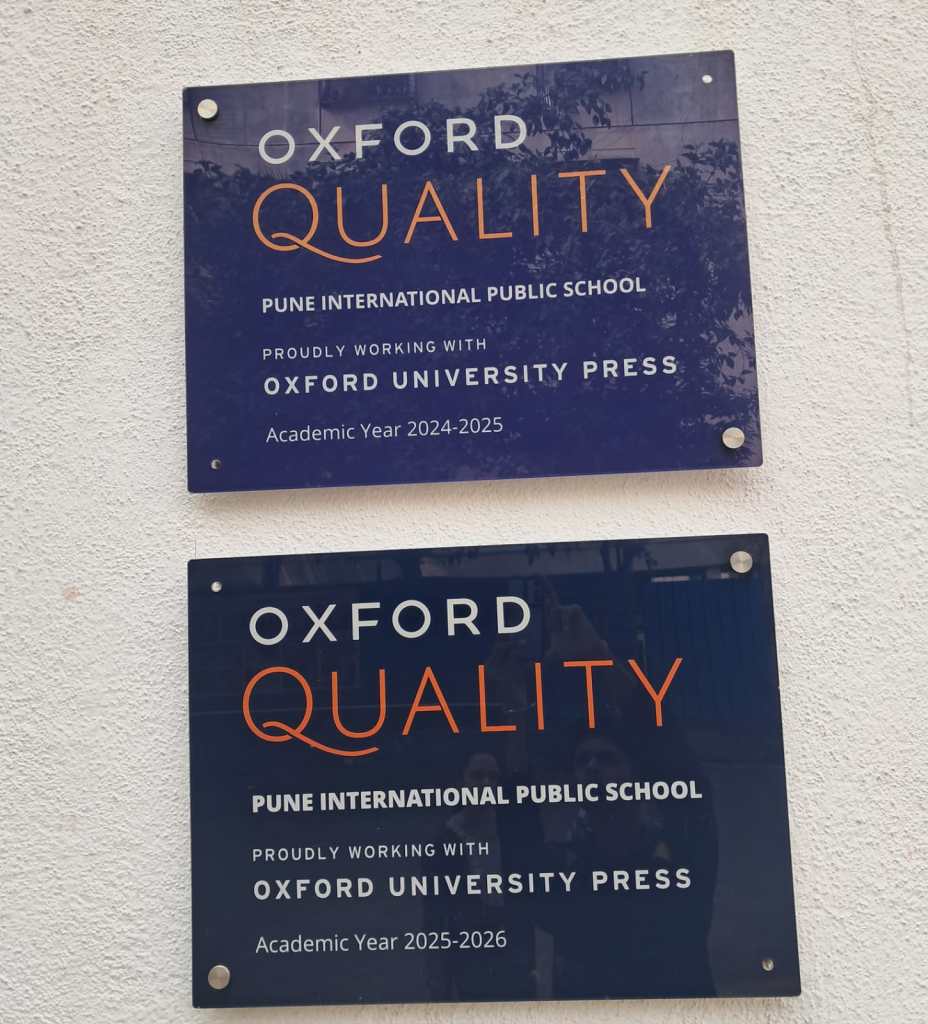 OXFORD
QUALITY
PUNE INTERNATIONAL PUBLIC SCHOOL
PROUDLY WORKING WITH
OXFORD UNIVERSITY PRESS
Academic Year 2024-2025
OXFORD
QUALITY
PUNE INTERNATIONAL PUBLIC SCHOOL
PROUDLY WORKING WITH
OXFORD UNIVERSITY PRESS
Academic Year 2025-2026